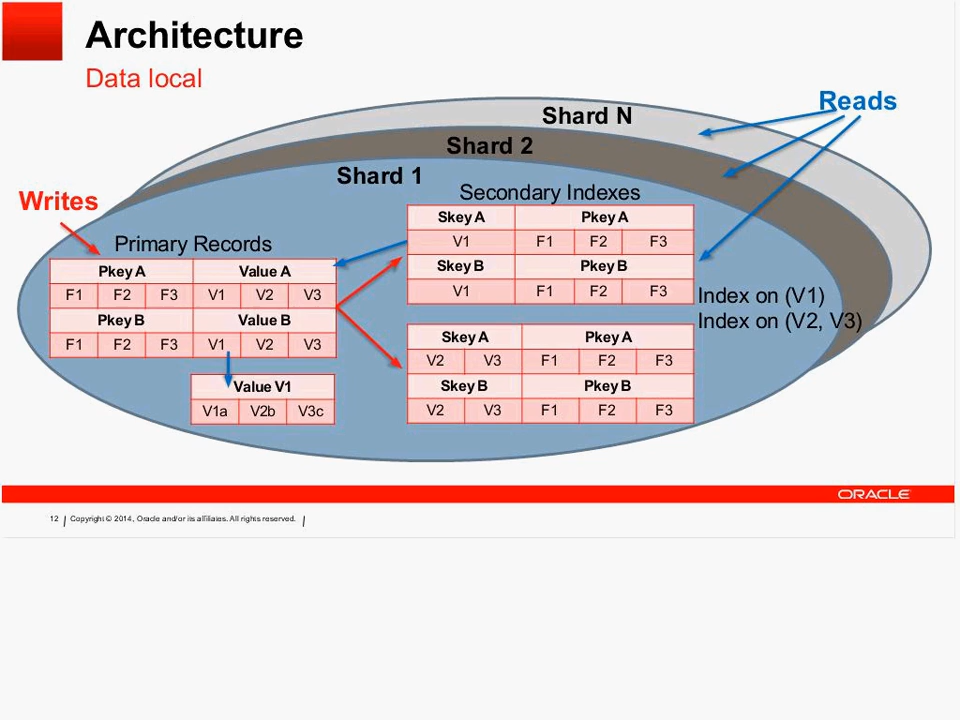 Architecture
Data local
Reads
Shard N
Shard 2
Shard 1
Writes
Primary Records
Pkey A Value A
F1 F2 F3 V1 V2 V3
Pkey B Value B
F1 F2 F3 V1 V2 V3
Value V1
V1a V2b V3c
Secondary Indexes
Skey A Pkey A
V1 F1 F2 F3
Skey B Pkey B
V1 F1 F2 F3
Index on (V1)
Index on (V2, V3)
Skey A Pkey A
V2 V3 F1 F2 F3
Skey B Pkey B
V2 V3 F1 F2 F3
ORACLE
12 | Copyright © 2014, Oracle and/or its affiliates. All rights reserved. |